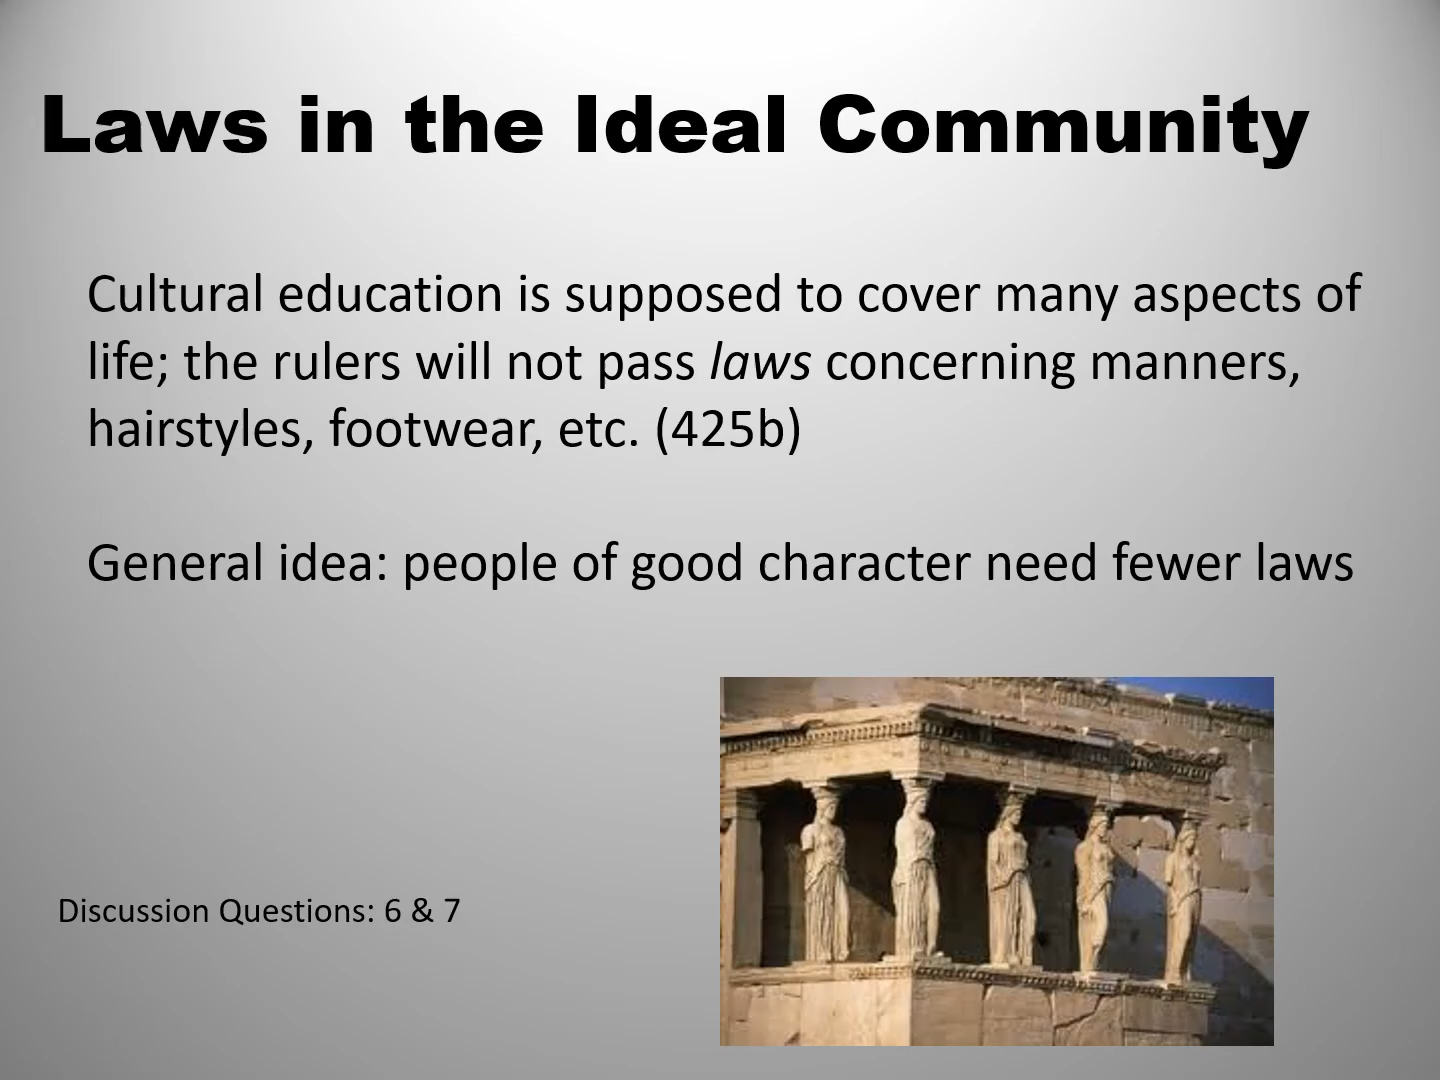 Laws in the Ideal Community
Cultural education is supposed to cover many aspects of
life; the rulers will not pass laws concerning manners,
hairstyles, footwear, etc. (425b)
General idea: people of good character need fewer laws
Discussion Questions: 6 & 7